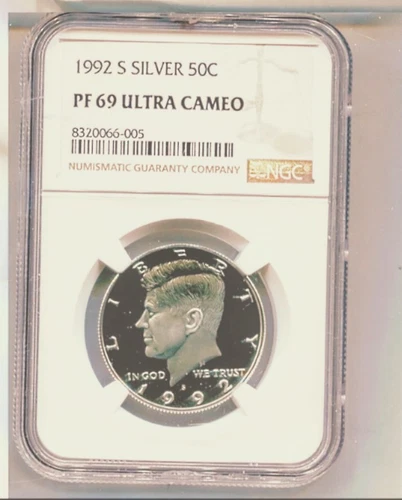 1992 S SILVER 50C
PF 69 ULTRA CAMEO
8320066-005
NUMISMATIC GUARANTY COMPANY
NGC
LIBERTY
IN GOD WE TRUST
S
1992